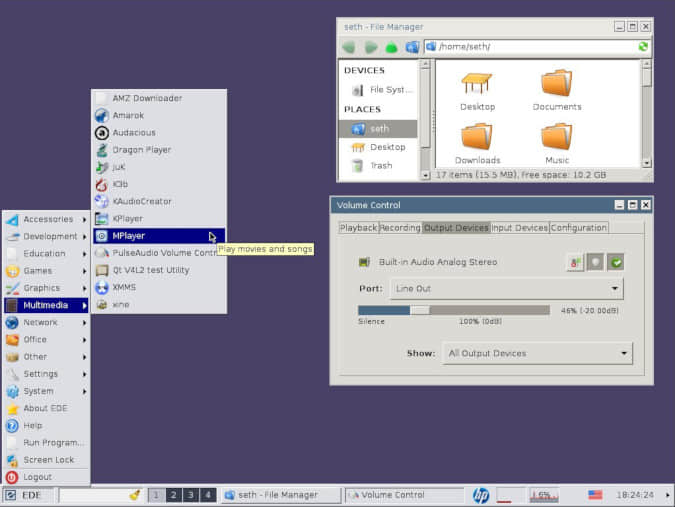 seth - File Manager
/home/seth/
DEVICES
File Syst...
PLACES
seth
Desktop
Trash
Desktop
Documents
Downloads
Music
17 items (15.5 MB), Free space: 10.2 GB
AMZ Downloader
Amarok
Audacious
Dragon Player
JuK
K3b
KAudioCreator
KPlayer
MPlayer
PulseAudio Volume Contr
Qt V4L2 test Utility
XMMS
xine
Play movies and songs
Volume Control
Playback
Recording
Output Devices
Input Devices
Configuration
Built-in Audio Analog Stereo
Port:
Line Out
46% (-20.00dB)
Silence
100% (0dB)
Show:
All Output Devices
Accessories
Development
Education
Games
Graphics
Multimedia
Network
Office
Other
Settings
System
About EDE
Help
Run Program...
Screen Lock
Logout
EDE
1 2 3 4
seth - File Manager
Volume Control
hp
18:24:24